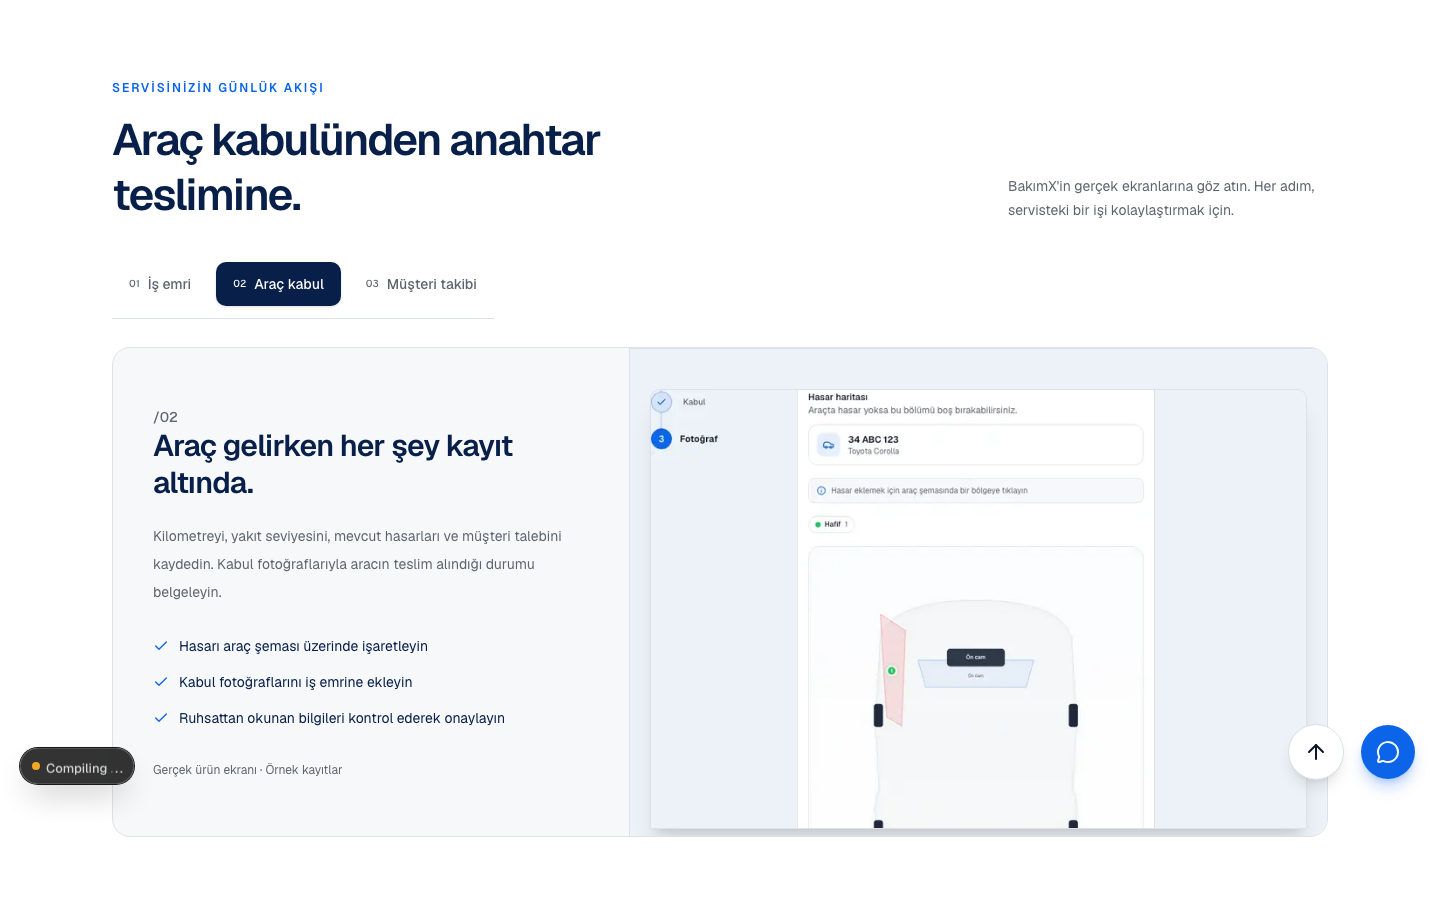 SERVİSİNİZİN GÜNLÜK AKIŞI
Araç kabulünden anahtar
teslimine.
BakımX'in gerçek ekranlarına göz atın. Her adım,
servisteki bir işi kolaylaştırmak için.
01 İş emri
02 Araç kabul
03 Müşteri takibi
/02
Araç gelirken her şey kayıt
altında.
Kilometreyi, yakıt seviyesini, mevcut hasarları ve müşteri talebini
kaydedin. Kabul fotoğraflarıyla aracın teslim alındığı durumu
belgeleyin.
Hasarı araç şeması üzerinde işaretleyin
Kabul fotoğraflarını iş emrine ekleyin
Ruhsattan okunan bilgileri kontrol ederek onaylayın
Gerçek ürün ekranı · Örnek kayıtlar
Kabul
3 Fotoğraf
Hasar haritası
Araçta hasar yoksa bu bölümü boş bırakabilirsiniz.
34 ABC 123
Toyota Corolla
Hasar eklemek için araç şemasında bir bölgeye tıklayın
Hafif 1
Ön cam
Ön cam
1
Compiling ...